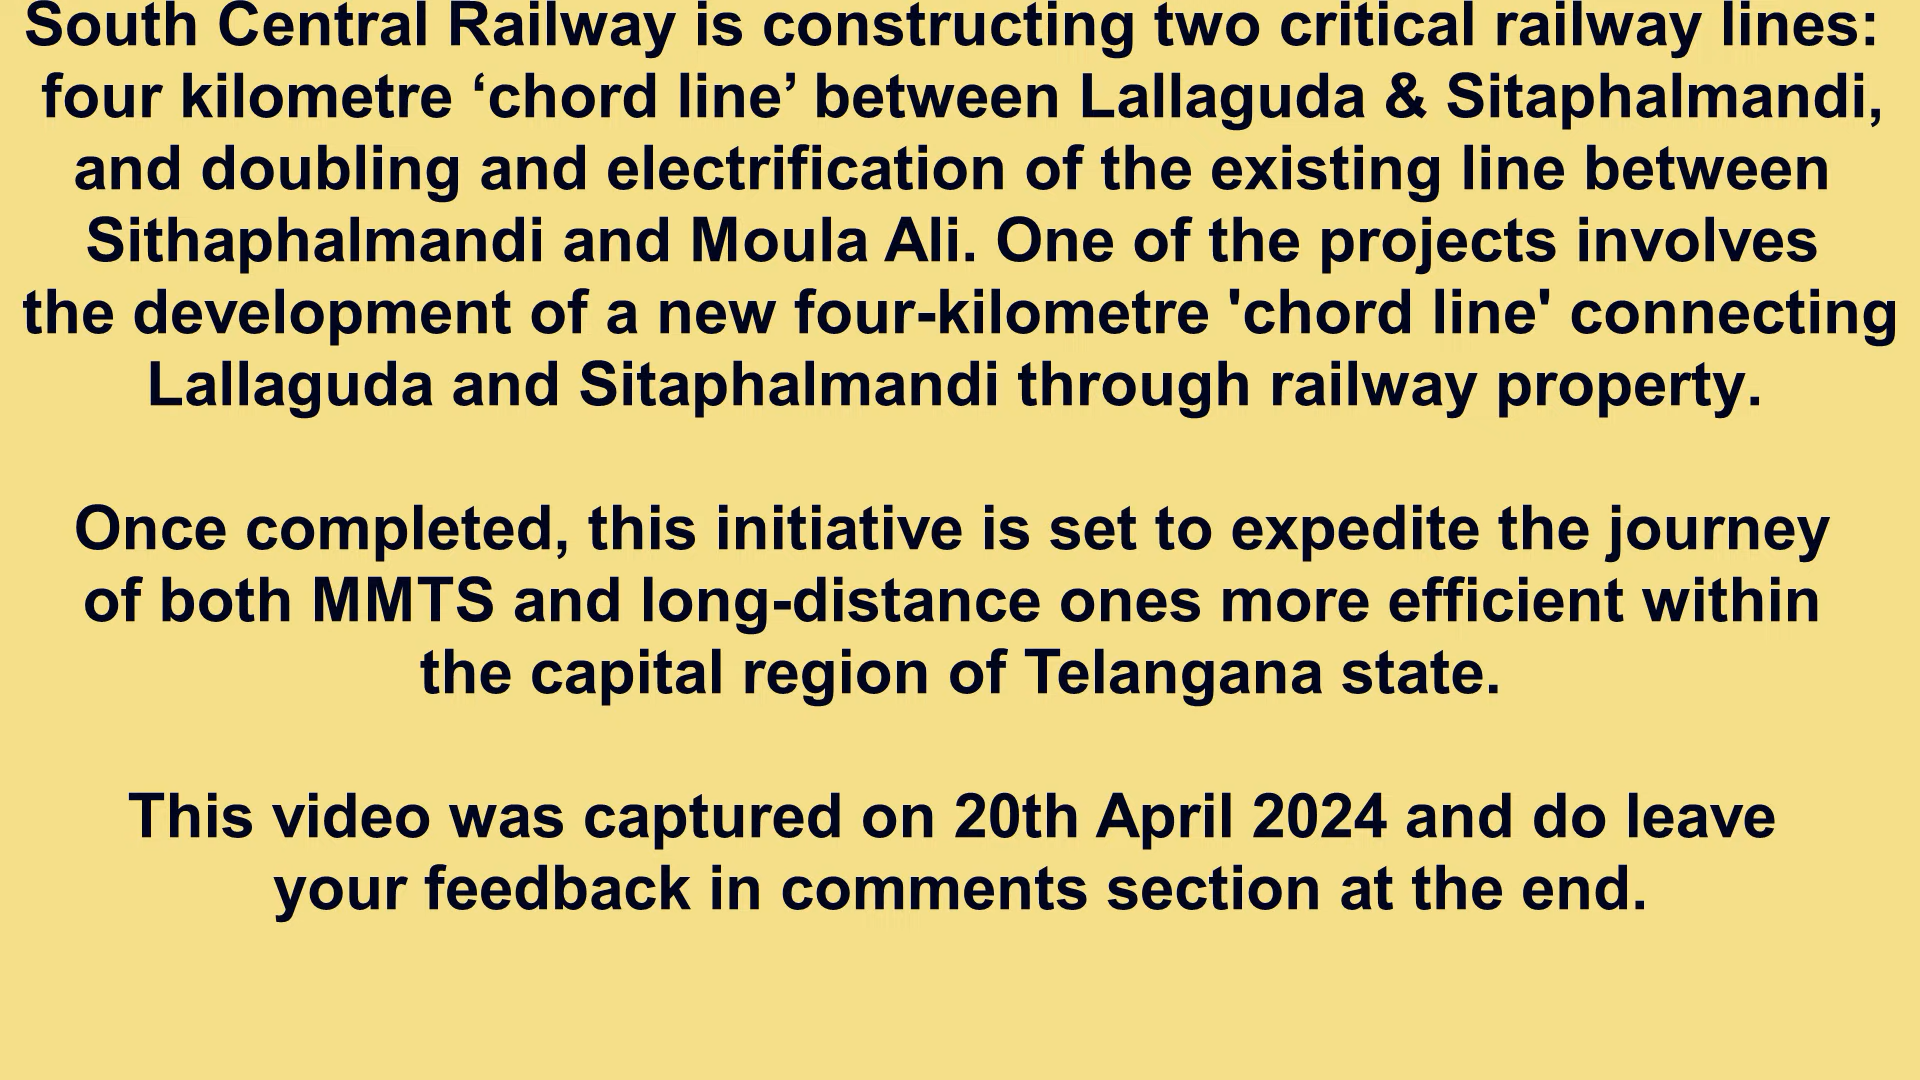 South Central Railway is constructing two critical railway lines:
four kilometre ‘chord line’ between Lallaguda & Sitaphalmandi,
and doubling and electrification of the existing line between
Sithaphalmandi and Moula Ali. One of the projects involves
the development of a new four-kilometre 'chord line' connecting
Lallaguda and Sitaphalmandi through railway property.
Once completed, this initiative is set to expedite the journey
of both MMTS and long-distance ones more efficient within
the capital region of Telangana state.
This video was captured on 20th April 2024 and do leave
your feedback in comments section at the end.